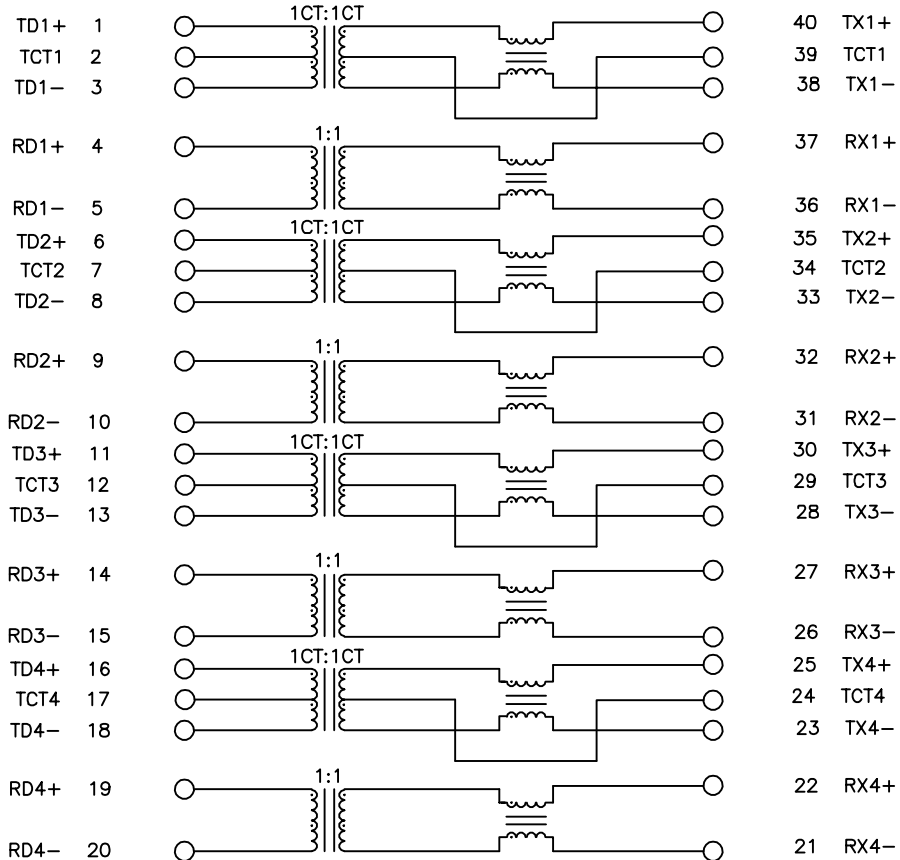 1CT:1CT
TD1+ 1 40 TX1+
TCT1 2 39 TCT1
TD1− 3 38 TX1−
1:1
RD1+ 4 37 RX1+
RD1− 5 36 RX1−
1CT:1CT
TD2+ 6 35 TX2+
TCT2 7 34 TCT2
TD2− 8 33 TX2−
1:1
RD2+ 9 32 RX2+
RD2− 10 31 RX2−
1CT:1CT
TD3+ 11 30 TX3+
TCT3 12 29 TCT3
TD3− 13 28 TX3−
1:1
RD3+ 14 27 RX3+
RD3− 15 26 RX3−
1CT:1CT
TD4+ 16 25 TX4+
TCT4 17 24 TCT4
TD4− 18 23 TX4−
1:1
RD4+ 19 22 RX4+
RD4− 20 21 RX4−